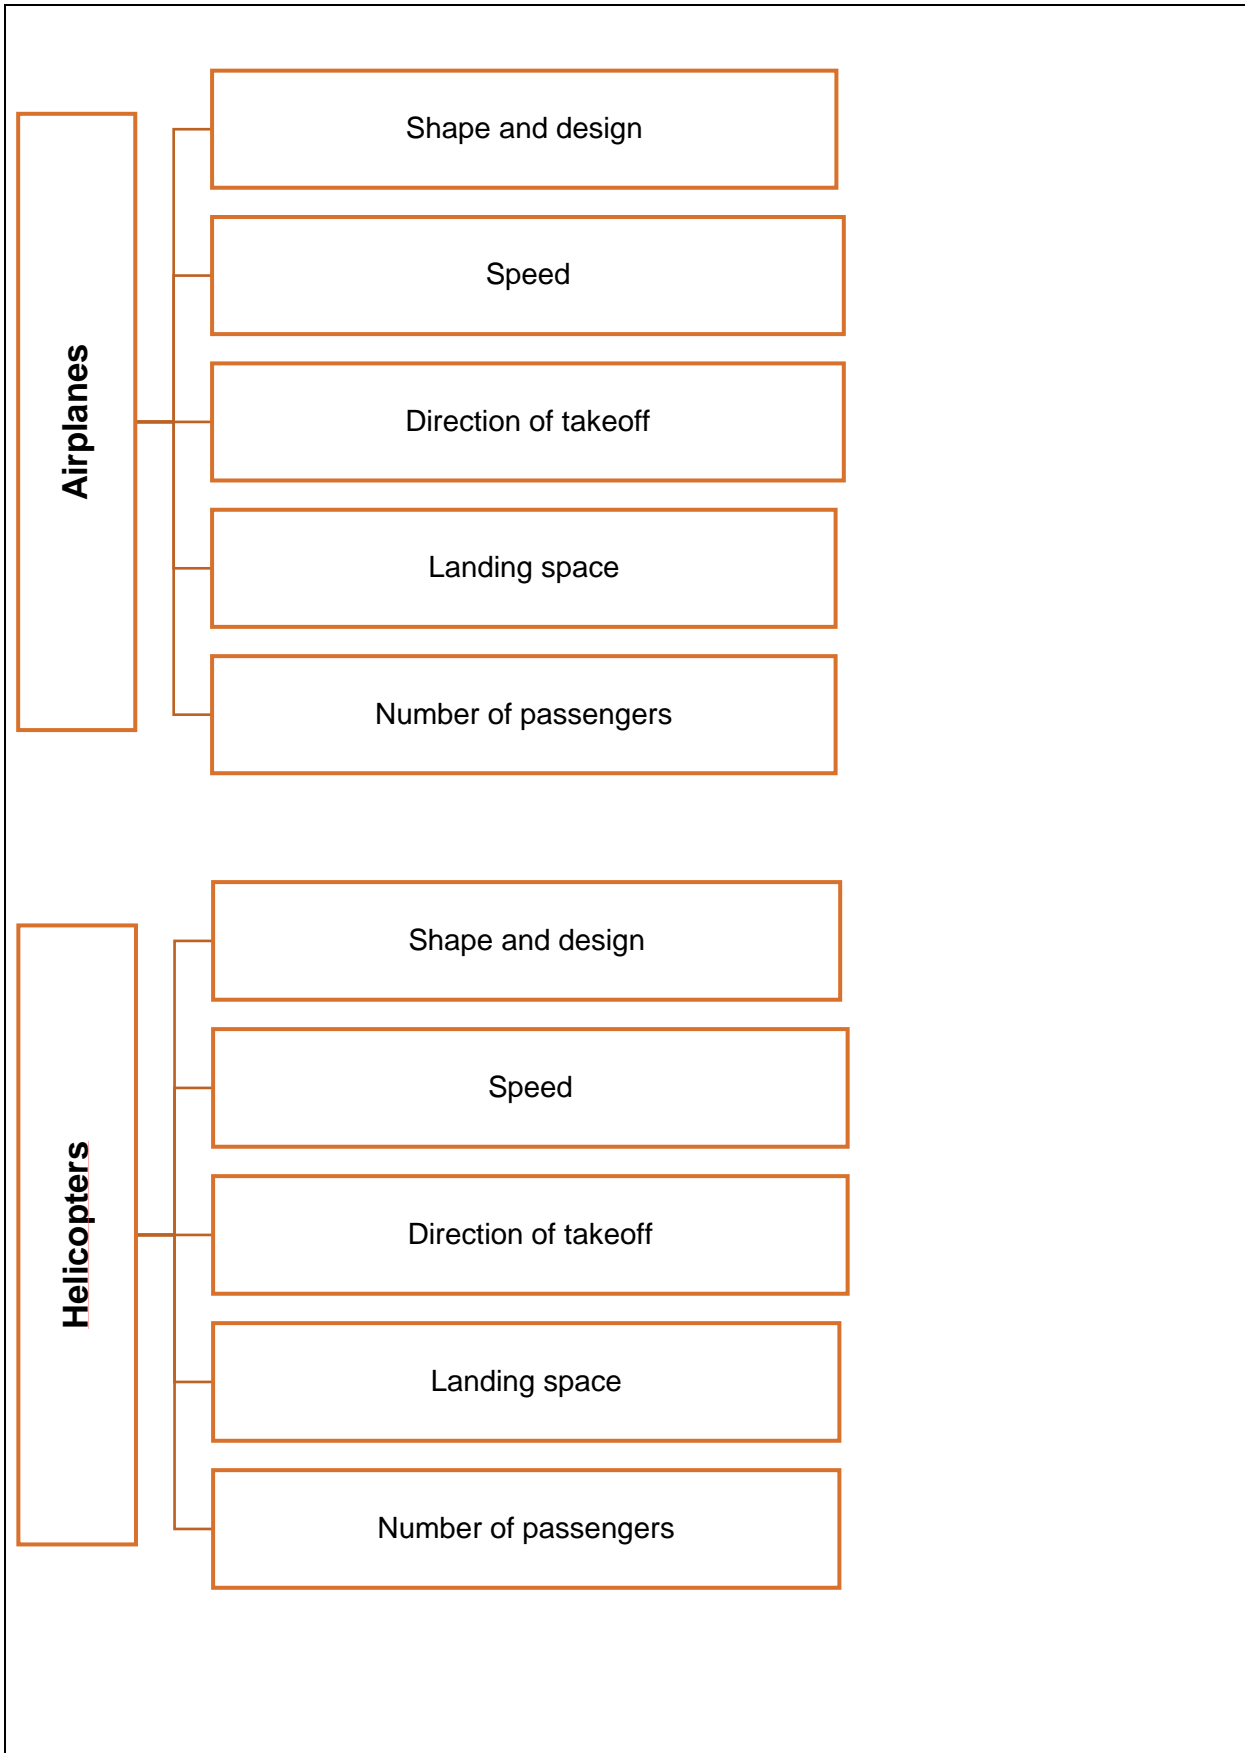 Airplanes
Shape and design
Speed
Direction of takeoff
Landing space
Number of passengers
Helicopters
Shape and design
Speed
Direction of takeoff
Landing space
Number of passengers